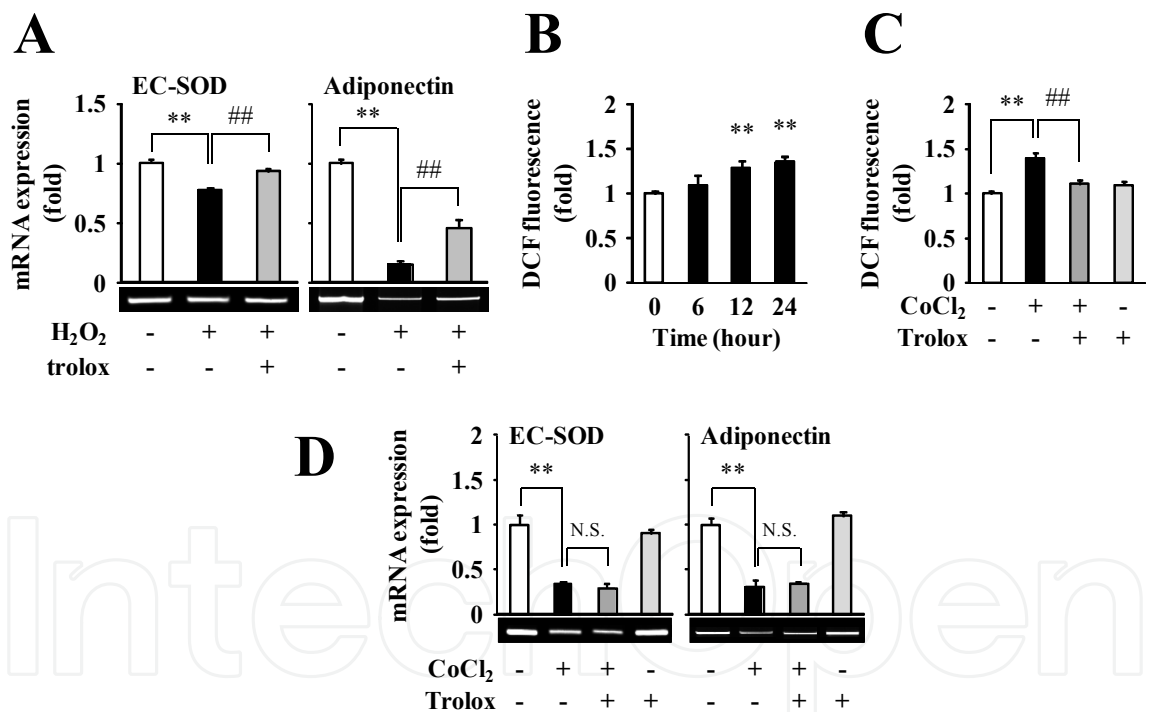 A
EC-SOD
Adiponectin
mRNA expression
(fold)
1.5
1
0.5
0
**
##
**
##
H₂O₂ - + + - + +
trolox - - + - - +
B
DCF fluorescence
(fold)
2
1.5
1
0.5
0
**
**
0 6 12 24
Time (hour)
C
DCF fluorescence
(fold)
2
1.5
1
0.5
0
**
##
CoCl₂ - + + -
Trolox - - + +
D
EC-SOD
Adiponectin
mRNA expression
(fold)
2
1.5
1
0.5
0
**
N.S.
**
N.S.
CoCl₂ - + + - - + + -
Trolox - - + + - - + +
IntechOpen